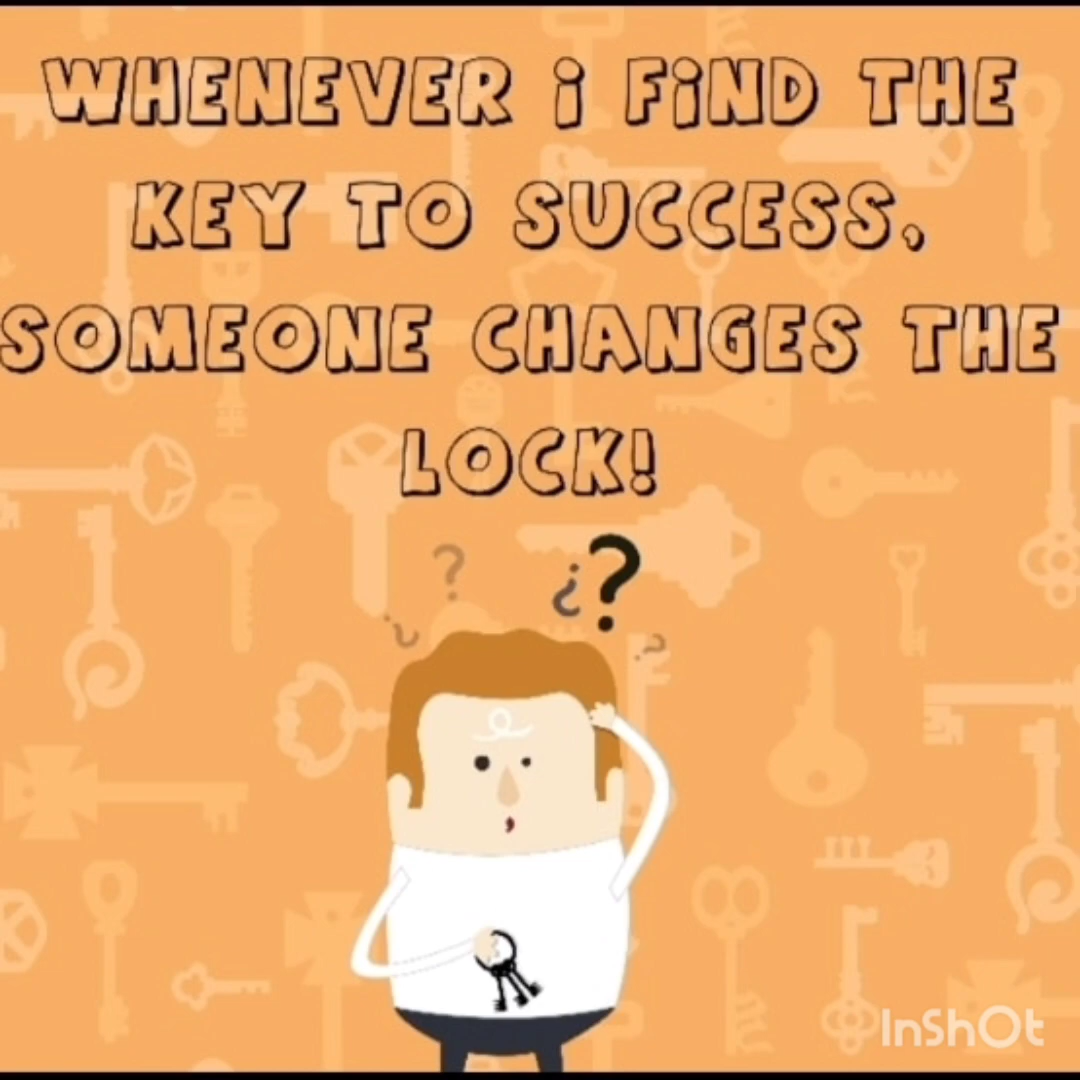 WHENEVER i FiND THE
KEY TO SUCCESS,
SOMEONE CHANGES THE
LOCK!
?
¿?
?
?
InShOt